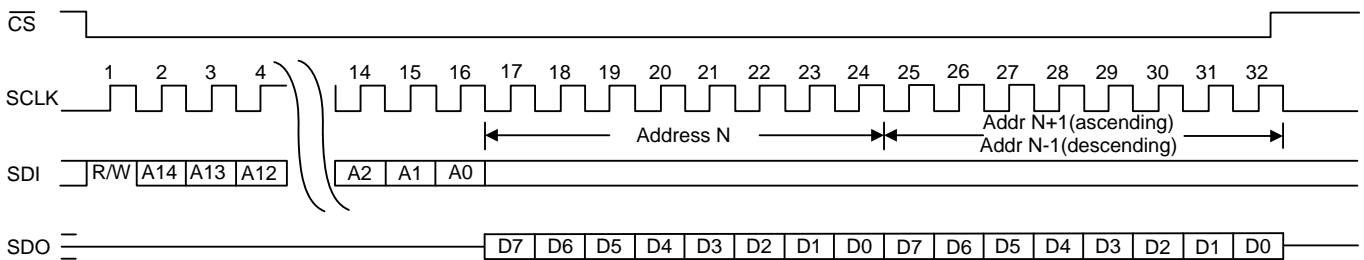 CS
1 2 3 4 14 15 16 17 18 19 20 21 22 23 24 25 26 27 28 29 30 31 32
SCLK
Address N
Addr N+1(ascending)
Addr N-1(descending)
SDI R/W A14 A13 A12 A2 A1 A0
SDO D7 D6 D5 D4 D3 D2 D1 D0 D7 D6 D5 D4 D3 D2 D1 D0